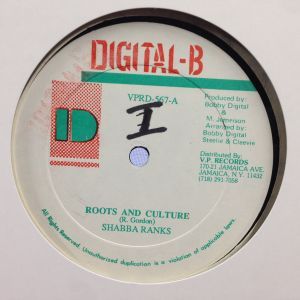 DIGITAL-B
VPRD-567-A
I
Produced by:
Bobby Digital
&
M. Jamerson
Arranged by:
Bobby Digital
Steelie & Cleevie
Distributed By:
V.P. RECORDS
170-21 JAMAICA AVE.
JAMAICA, N.Y. 11432
(718) 291-7058
ROOTS AND CULTURE
(R. Gordon)
SHABBA RANKS
All Rights Reserved. Unauthorized duplication is a violation of applicable laws.